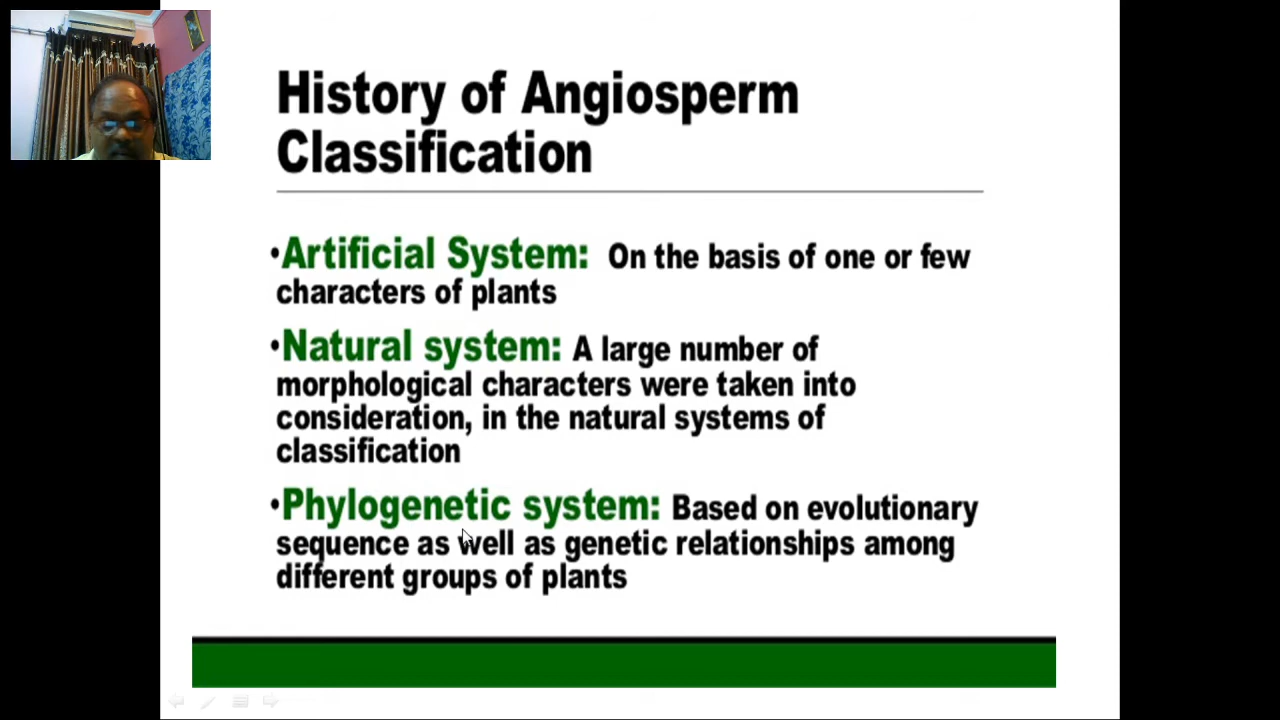 History of Angiosperm
Classification
•Artificial System: On the basis of one or few
characters of plants
•Natural system: A large number of
morphological characters were taken into
consideration, in the natural systems of
classification
•Phylogenetic system: Based on evolutionary
sequence as well as genetic relationships among
different groups of plants